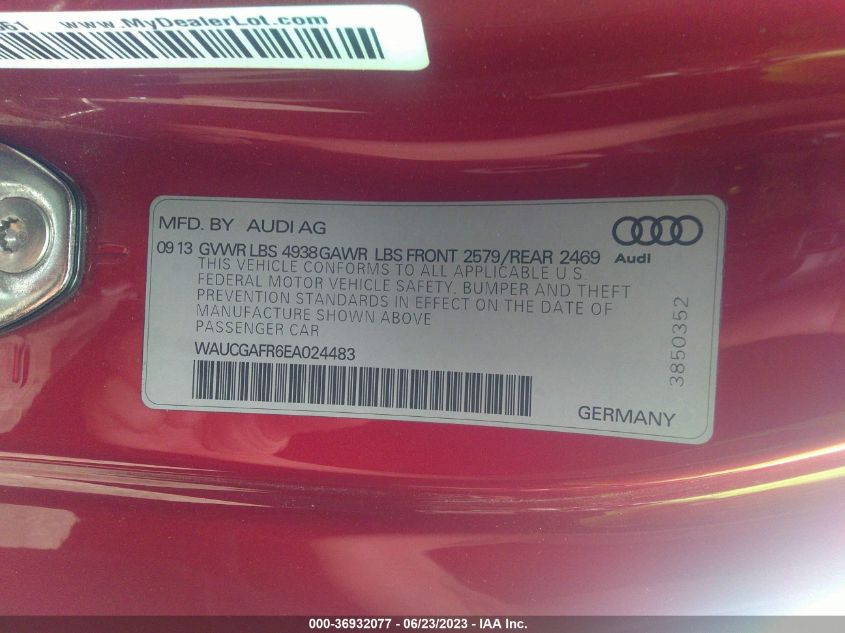 www.MyDealerLot.com
MFD. BY AUDI AG
09 13 GVWR LBS 4938 GAWR LBS FRONT 2579/REAR 2469
Audi
THIS VEHICLE CONFORMS TO ALL APPLICABLE U.S.
FEDERAL MOTOR VEHICLE SAFETY, BUMPER AND THEFT
PREVENTION STANDARDS IN EFFECT ON THE DATE OF
MANUFACTURE SHOWN ABOVE
PASSENGER CAR
WAUCGAFR6EA024483
3850352
GERMANY
000-36932077 - 06/23/2023 - IAA Inc.